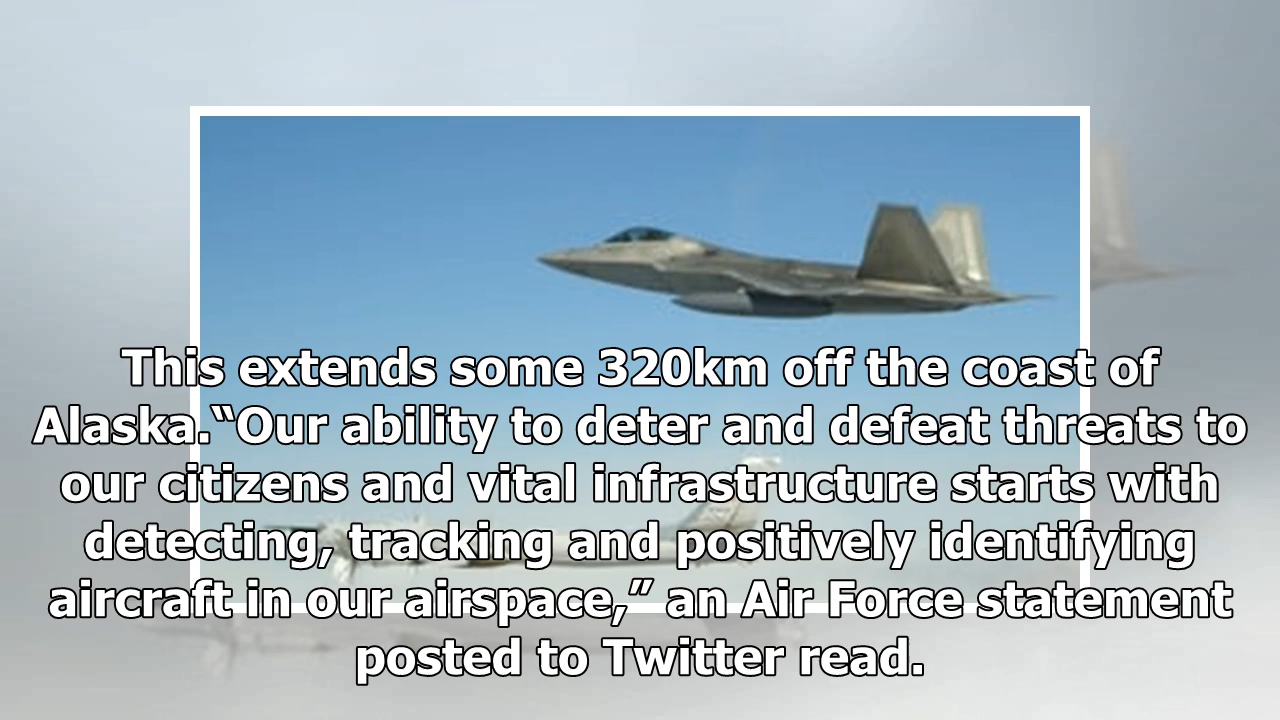 This extends some 320km off the coast of
Alaska.“Our ability to deter and defeat threats to
our citizens and vital infrastructure starts with
detecting, tracking and positively identifying
aircraft in our airspace,” an Air Force statement
posted to Twitter read.